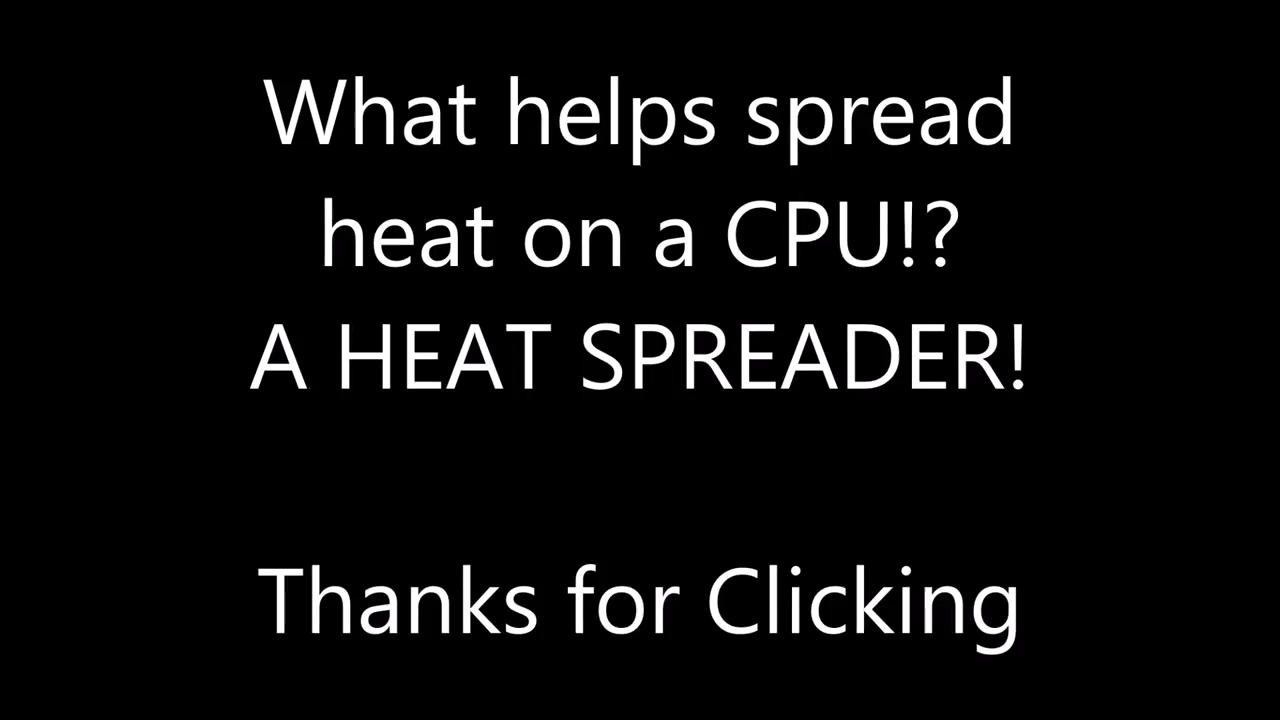 What helps spread
heat on a CPU!?
A HEAT SPREADER!
Thanks for Clicking